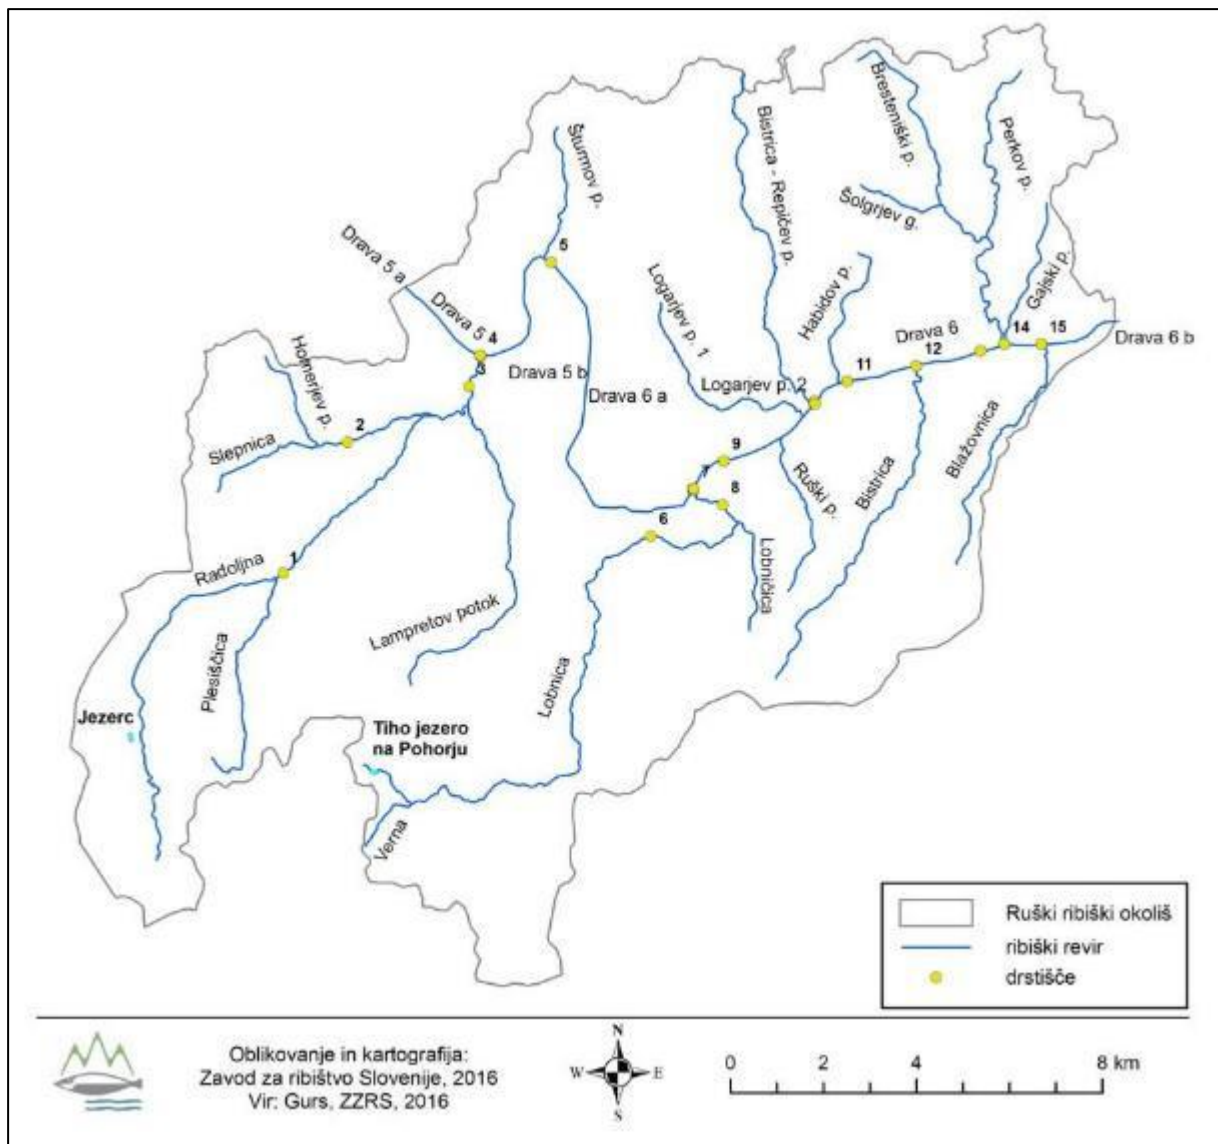 Bistrica - Repičev p.
Bresteniški p.
Perkov p.
Šturmov p.
Šolgrjev g.
Gajski p.
Drava 5 a
Drava 5
4
5
Logarjev p. 1
Habidov p.
Drava 6
14
15
Drava 6 b
Homerjev p.
3
Drava 5 b
Drava 6 a
Logarjev p. 2
11
12
Slepnica
2
9
7
8
Ruški p.
Bistrica
Blažovnica
6
Radoljna
1
Lobničica
Lampretov potok
Plesiščica
Lobnica
Jezerc
Tiho jezero
na Pohorju
Verna
Ruški ribiški okoliš
ribiški revir
drstišče
Oblikovanje in kartografija:
Zavod za ribištvo Slovenije, 2016
Vir: Gurs, ZZRS, 2016
N
W E
S
0 2 4 8 km